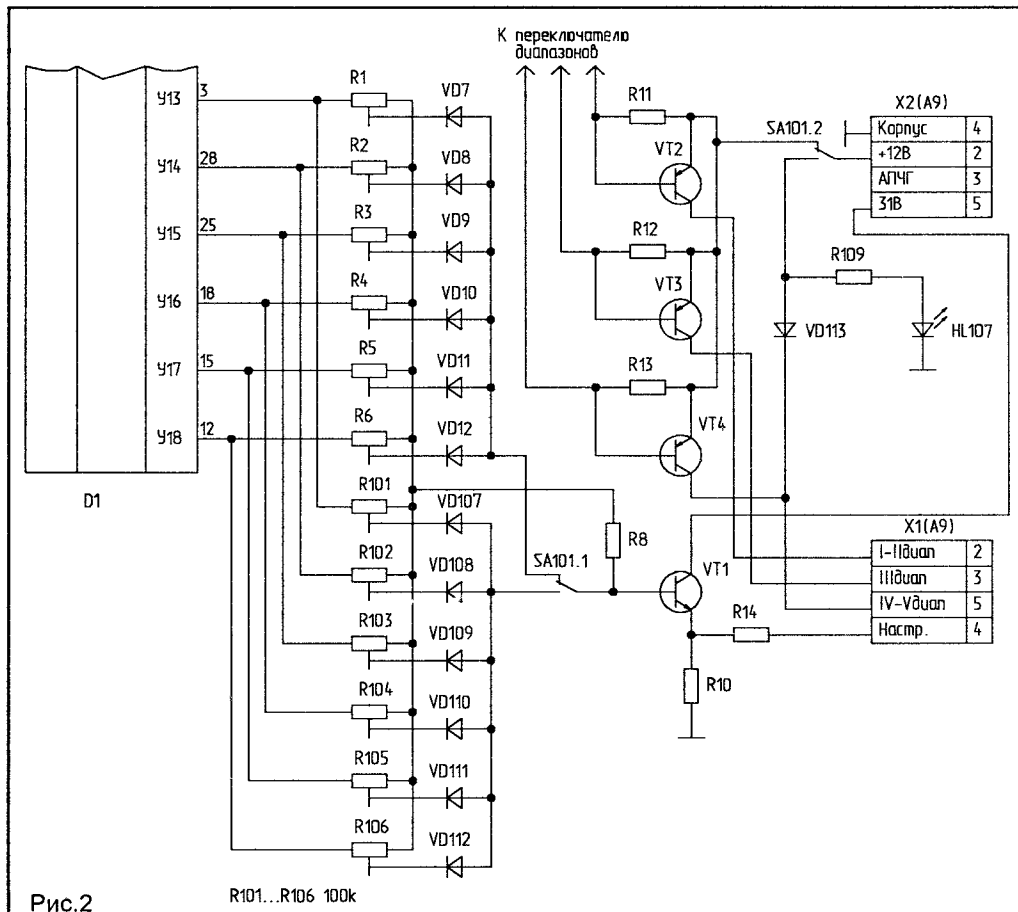 К переключателю
диапазонов
У13
3
У14
28
У15
25
У16
18
У17
15
У18
12
D1
R1
VD7
R2
VD8
R3
VD9
R4
VD10
R5
VD11
R6
VD12
R101
VD107
R102
VD108
R103
VD109
R104
VD110
R105
VD111
R106
VD112
R11
VT2
R12
VT3
R13
VT4
R8
SA101.1
VT1
R14
R10
SA101.2
X2(A9)
Корпус 4
+12В 2
АПЧГ 3
31В 5
R109
VD113
HL107
X1(A9)
I-IIдиап 2
IIIдиап 3
IV-Vдиап 5
Настр. 4
R101...R106 100k
Рис.2